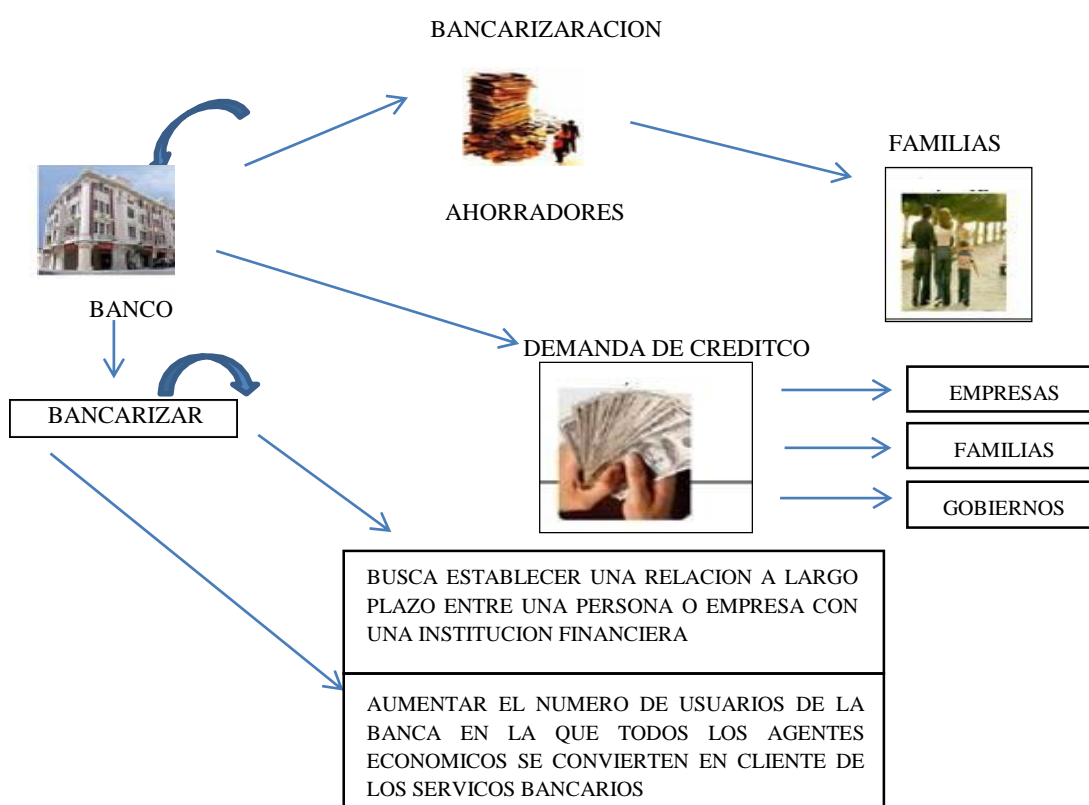 BANCARIZARACION
FAMILIAS
AHORRADORES
BANCO
DEMANDA DE CREDITCO
BANCARIZAR
EMPRESAS
FAMILIAS
GOBIERNOS
BUSCA ESTABLECER UNA RELACION A LARGO
PLAZO ENTRE UNA PERSONA O EMPRESA CON
UNA INSTITUCION FINANCIERA
AUMENTAR EL NUMERO DE USUARIOS DE LA
BANCA EN LA QUE TODOS LOS AGENTES
ECONOMICOS SE CONVIERTEN EN CLIENTE DE
LOS SERVICOS BANCARIOS